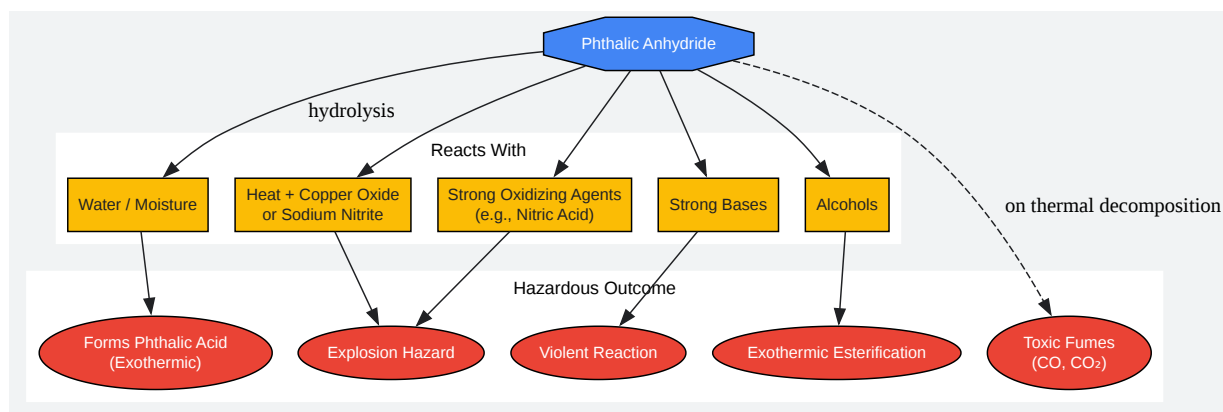 Phthalic Anhydride
hydrolysis
Reacts With
Water / Moisture
Heat + Copper Oxide
or Sodium Nitrite
Strong Oxidizing Agents
(e.g., Nitric Acid)
Strong Bases
Alcohols
on thermal decomposition
Hazardous Outcome
Forms Phthalic Acid
(Exothermic)
Explosion Hazard
Violent Reaction
Exothermic Esterification
Toxic Fumes
(CO, CO₂)